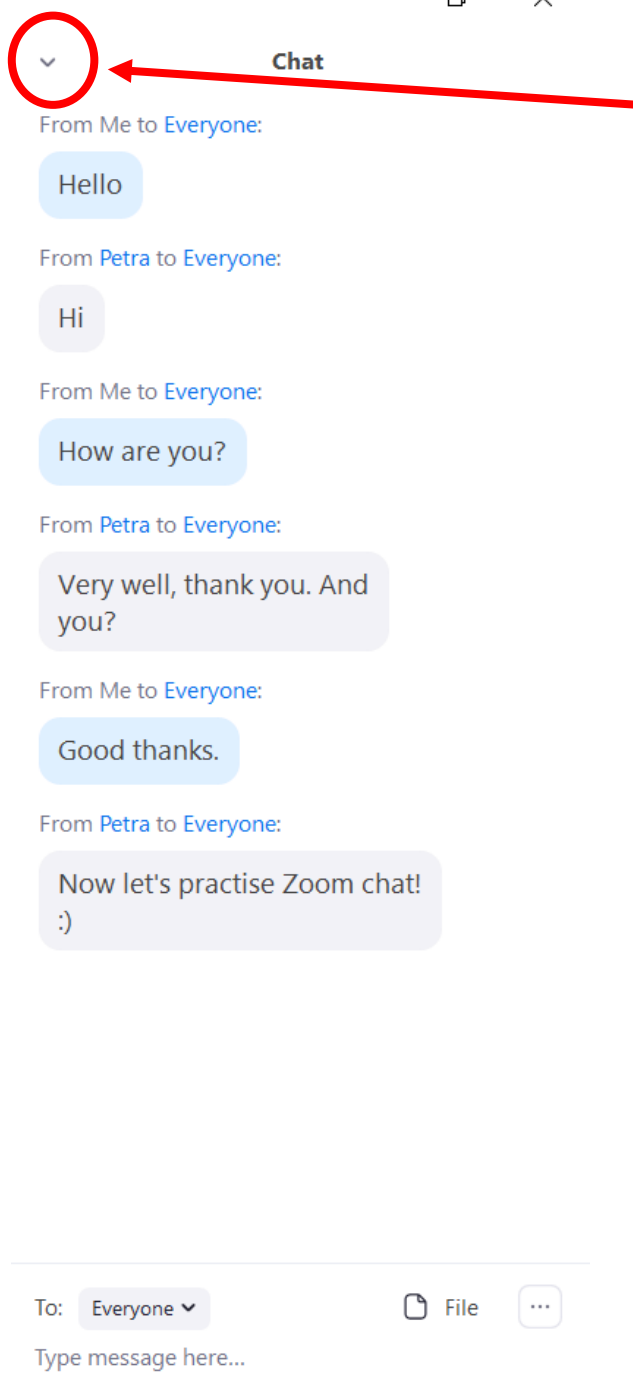 Chat
From Me to Everyone:
Hello
From Petra to Everyone:
Hi
From Me to Everyone:
How are you?
From Petra to Everyone:
Very well, thank you. And
you?
From Me to Everyone:
Good thanks.
From Petra to Everyone:
Now let's practise Zoom chat!
:)
To: Everyone File ...
Type message here...